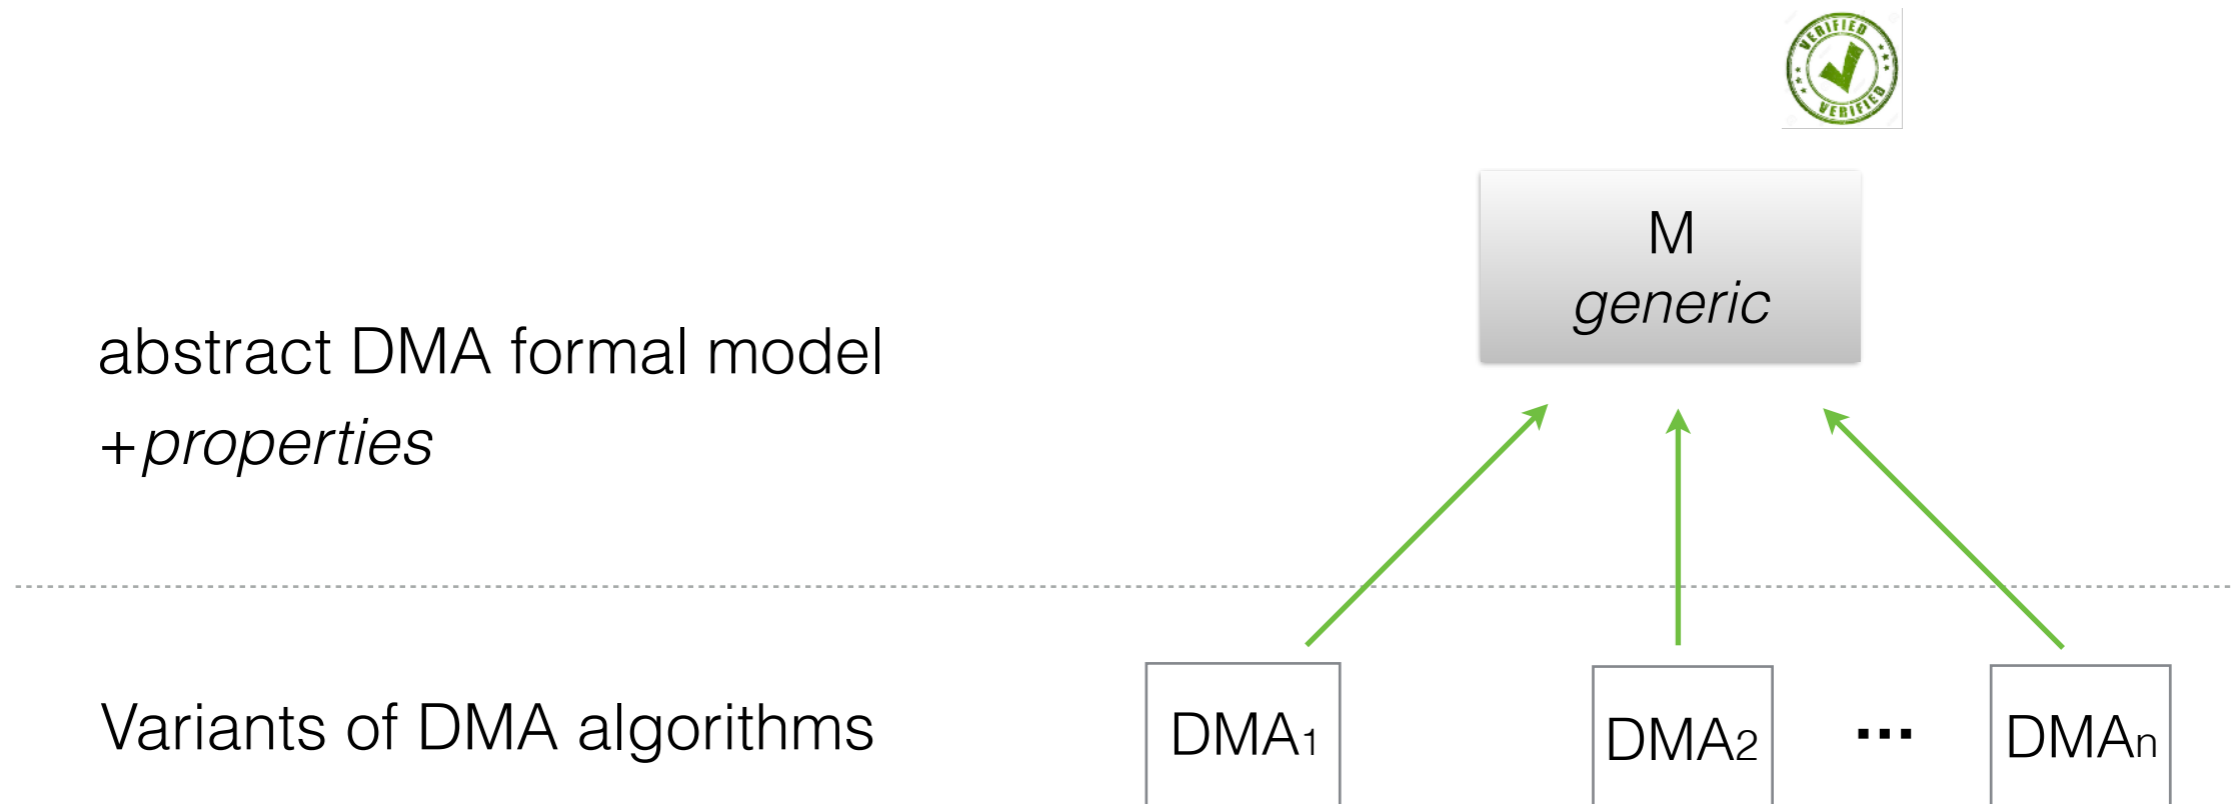 VERIFIED
VERIFIED
M
generic
abstract DMA formal model
+properties
Variants of DMA algorithms
DMA1
DMA2
...
DMAn